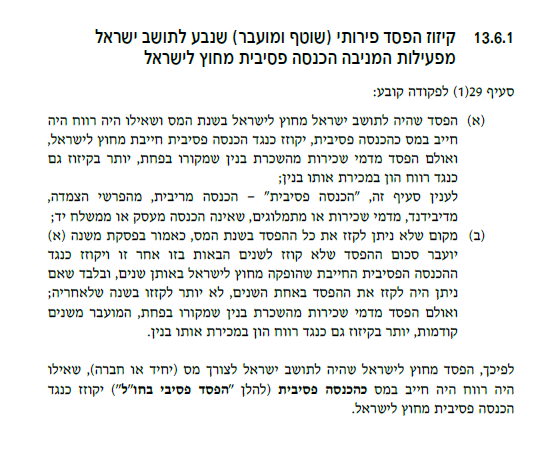 13.6.1 קיזוז הפסד פירותי (שוטף ומועבר) שנבע לתושב ישראל
מפעילות המניבה הכנסה פסיבית מחוץ לישראל
סעיף 29(1) לפקודה קובע:
(א) הפסד שהיה לתושב ישראל מחוץ לישראל בשנת המס ושאילו היה רווח היה
חייב במס כהכנסה פסיבית, יקוזז כנגד הכנסה פסיבית חייבת מחוץ לישראל,
ואולם הפסד מדמי שכירות מהשכרת בנין שמקורו בפחת, יותר בקיזוז גם
כנגד רווח הון במכירת אותו בנין;
לענין סעיף זה, "הכנסה פסיבית" – הכנסה מריבית, מהפרשי הצמדה,
מדיבידנד, מדמי שכירות או מתמלוגים, שאינה הכנסה מעסק או ממשלח יד;
(ב) מקום שלא ניתן לקזז את כל ההפסד בשנת המס, כאמור בפסקת משנה (א)
יועבר סכום ההפסד שלא קוזז לשנים הבאות בזו אחר זו ויקוזז כנגד
ההכנסה הפסיבית החייבת שהופקה מחוץ לישראל באותן שנים, ובלבד שאם
ניתן היה לקזז את ההפסד באחת השנים, לא יותר לקזזו בשנה שלאחריה;
ואולם הפסד מדמי שכירות מהשכרת בנין שמקורו בפחת, המועבר משנים
קודמות, יותר בקיזוז גם כנגד רווח הון במכירת אותו בנין.
לפיכך, הפסד מחוץ לישראל שהיה לתושב ישראל לצורך מס (יחיד או חברה), שאילו
היה רווח היה חייב במס כהכנסה פסיבית (להלן "הפסד פסיבי בחו"ל") יקוזז כנגד
הכנסה פסיבית מחוץ לישראל.